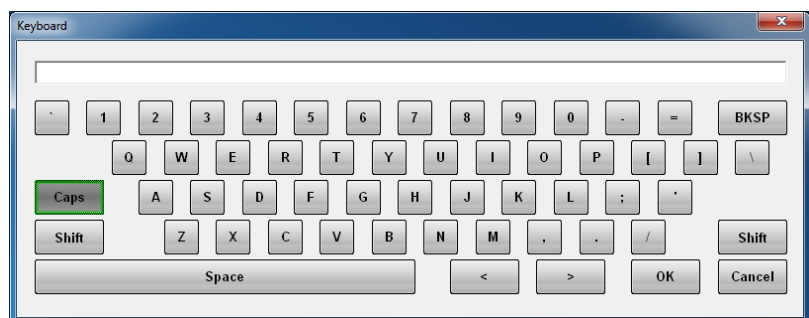 Keyboard
` 1 2 3 4 5 6 7 8 9 0 - = BKSP
Q W E R T Y U I O P [ ] \
Caps A S D F G H J K L ; '
Shift Z X C V B N M , . / Shift
Space < > OK Cancel